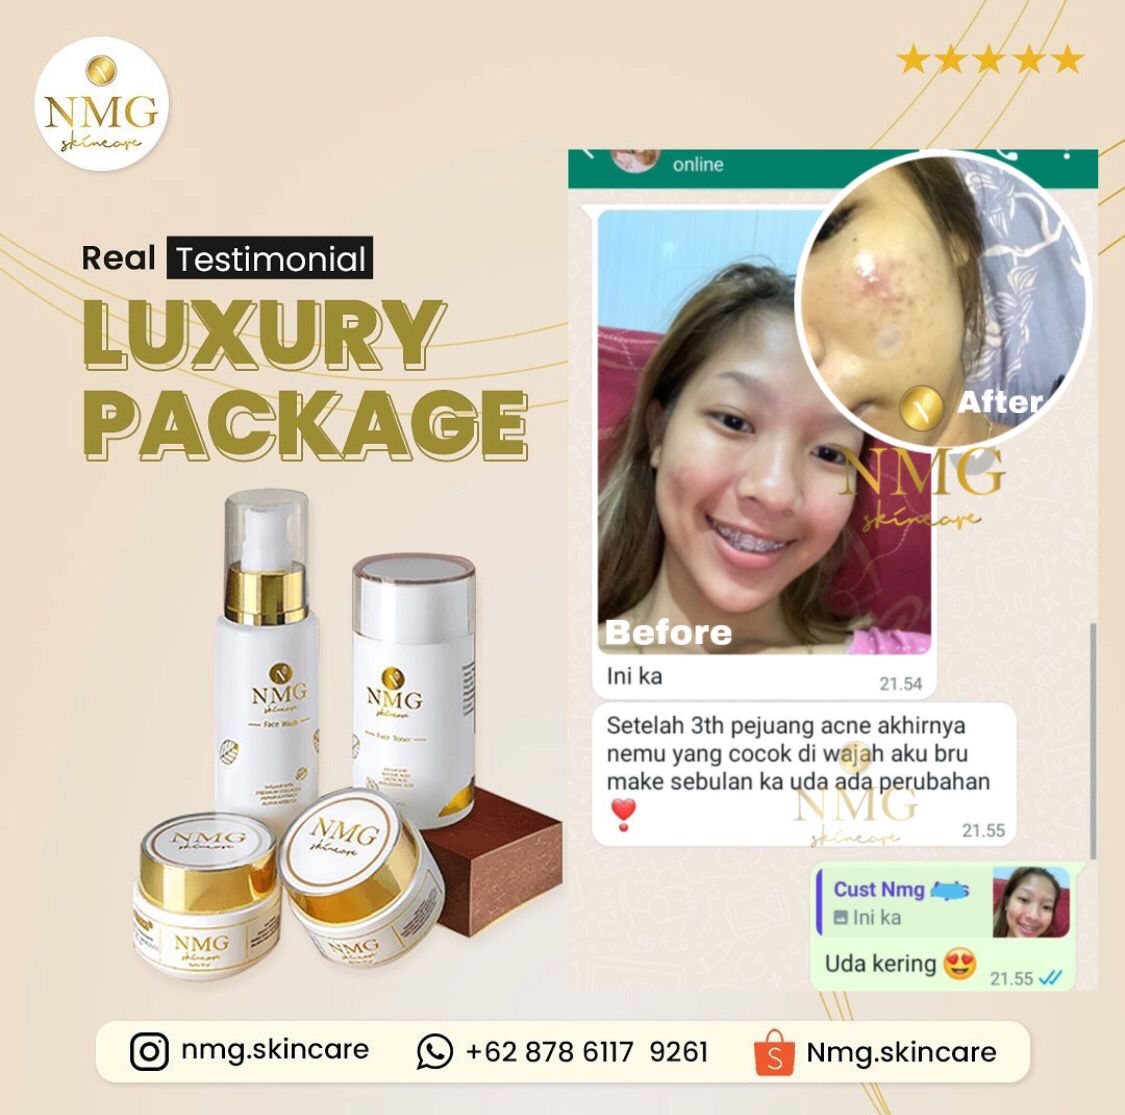 NMG
skincare
Real Testimonial
LUXURY
PACKAGE
online
After
NMG
skincare
Before
Ini ka
21.54
Setelah 3th pejuang acne akhirnya
nemu yang cocok di wajah aku bru
make sebulan ka uda ada perubahan
NMG
skincare
21.55
Cust Nmg
Ini ka
Uda kering
21.55
NMG
skincare
Face Wash
NMG
skincare
Face Toner
NMG
skincare
NMG
skincare
NMG
skincare
NMG
skincare
nmg.skincare
+62 878 6117 9261
Nmg.skincare